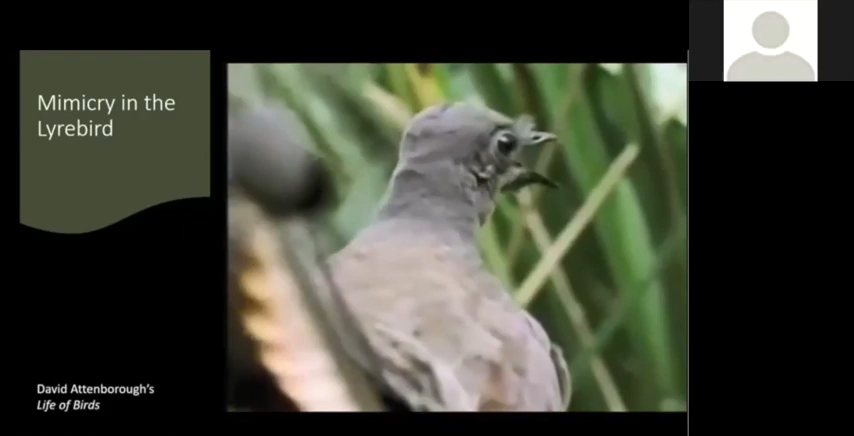 Mimicry in the
Lyrebird
David Attenborough's
Life of Birds